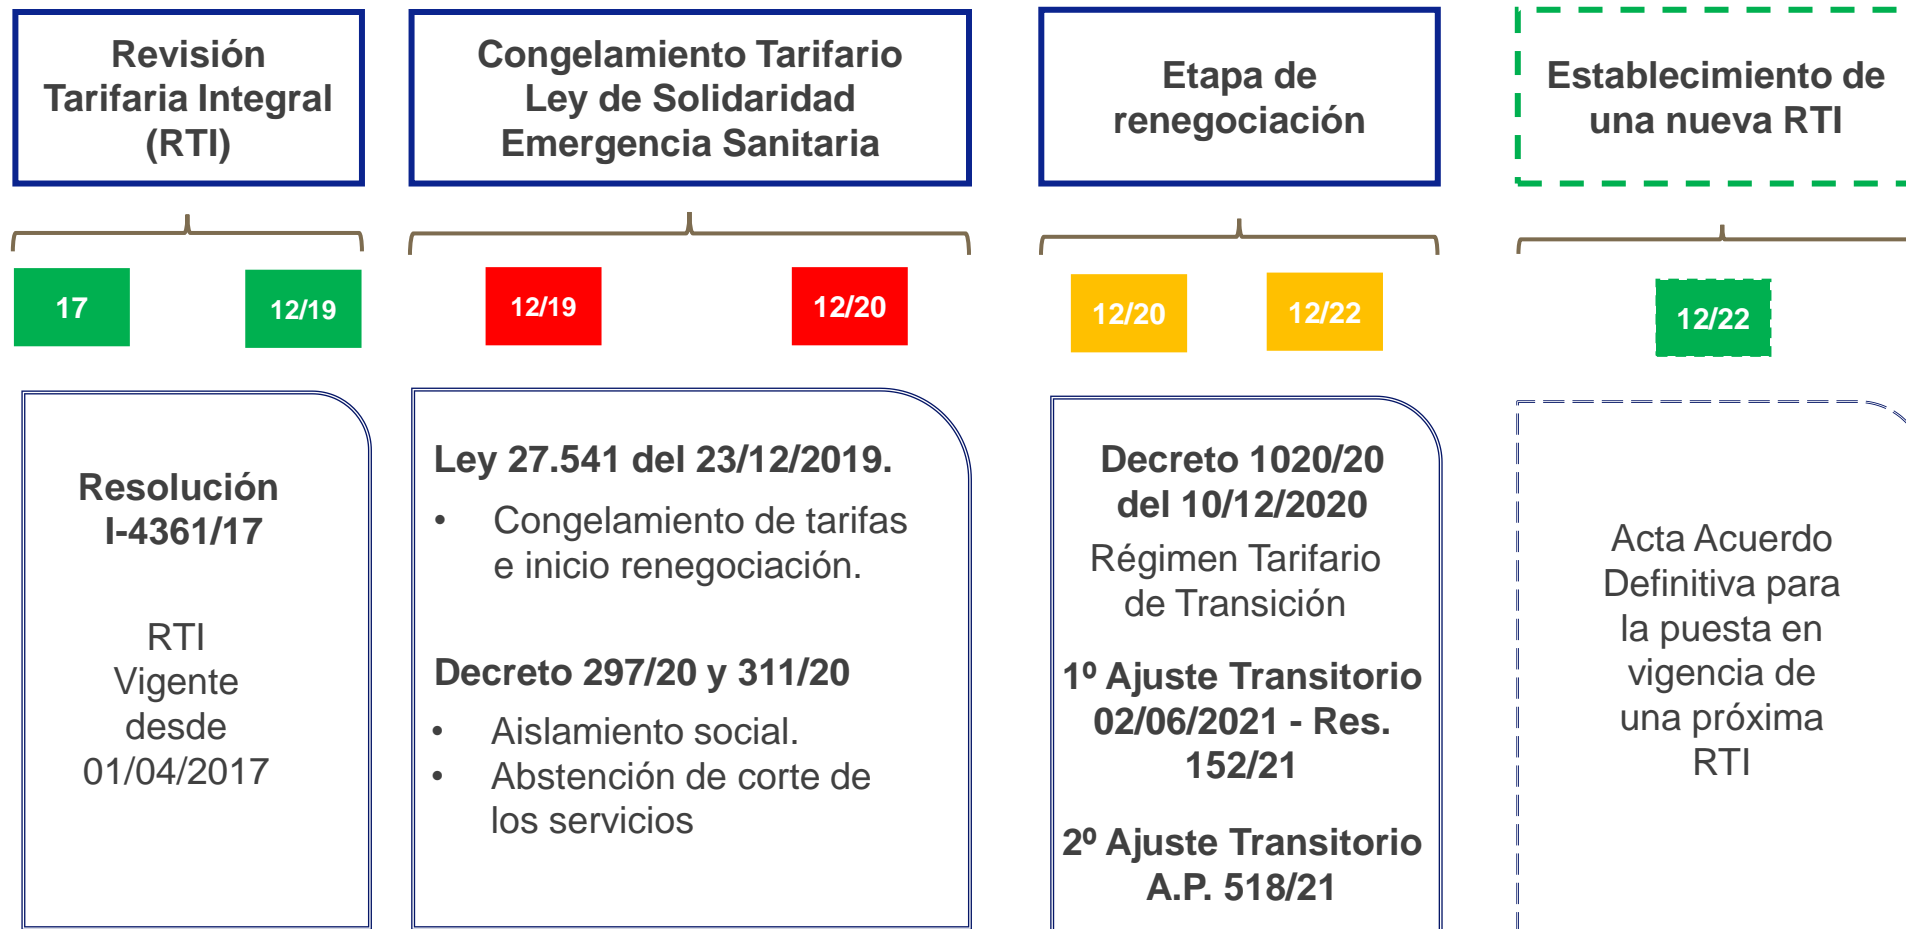 Revisión
Tarifaria Integral
(RTI)
Congelamiento Tarifario
Ley de Solidaridad
Emergencia Sanitaria
Etapa de
renegociación
Establecimiento de
una nueva RTI
17
12/19
12/19
12/20
12/20
12/22
12/22
Resolución
I-4361/17
RTI
Vigente
desde
01/04/2017
Ley 27.541 del 23/12/2019.
• Congelamiento de tarifas
e inicio renegociación.
Decreto 297/20 y 311/20
• Aislamiento social.
• Abstención de corte de
los servicios
Decreto 1020/20
del 10/12/2020
Régimen Tarifario
de Transición
1º Ajuste Transitorio
02/06/2021 - Res.
152/21
2º Ajuste Transitorio
A.P. 518/21
Acta Acuerdo
Definitiva para
la puesta en
vigencia de
una próxima
RTI